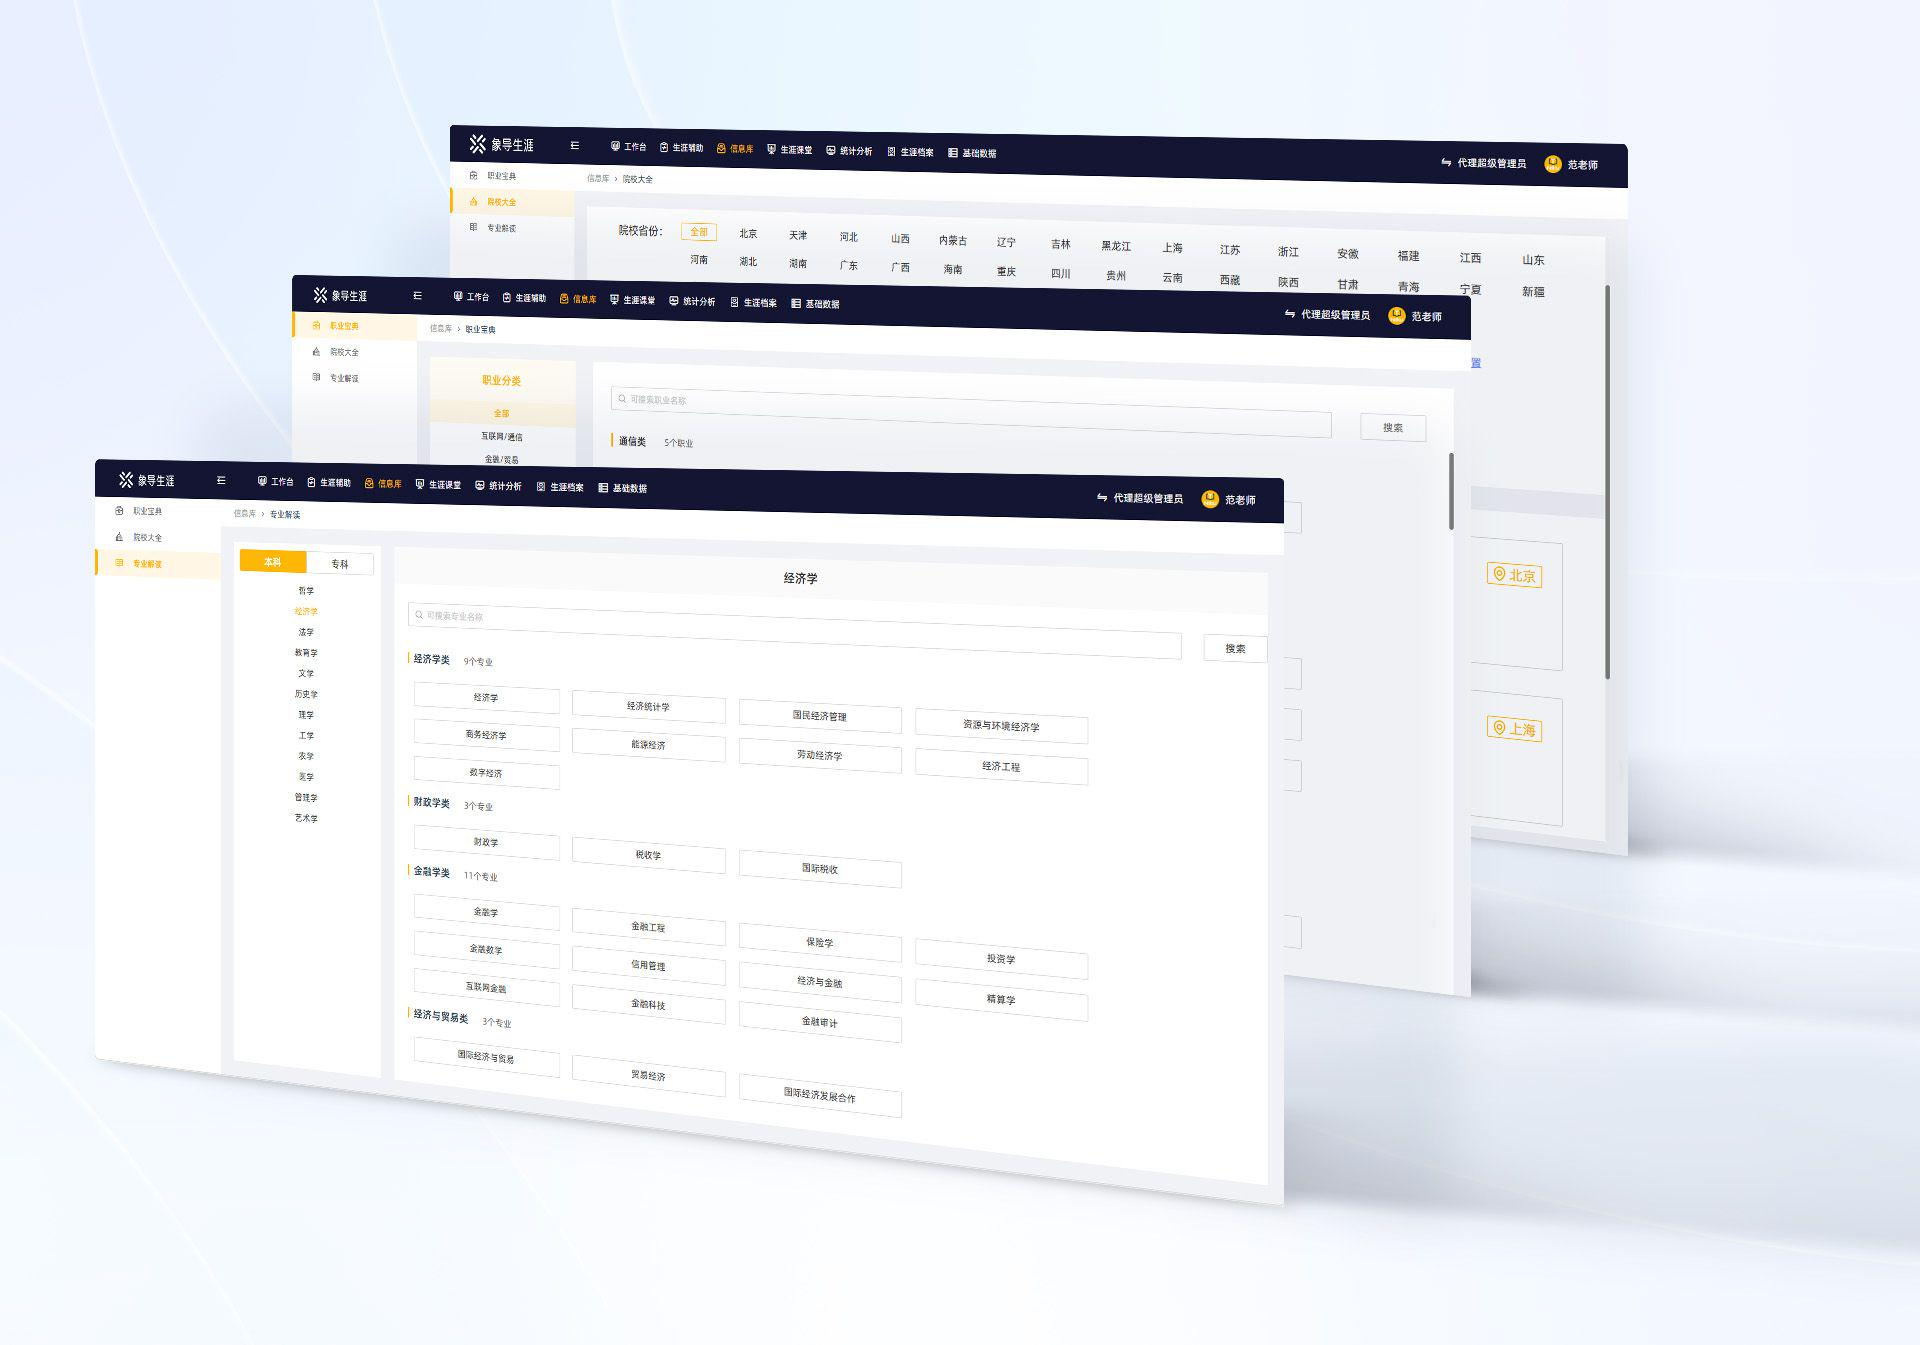 象导生涯 工作台 生涯辅助 信息库 生涯课堂 统计分析 生涯档案 基础数据 代理超级管理员 范老师
职业宝典
院校大全
专业解读
信息库 > 院校大全
院校省份: 全部 北京 天津 河北 山西 内蒙古 辽宁 吉林 黑龙江 上海 江苏 浙江 安徽 福建 江西 山东
河南 湖北 湖南 广东 广西 海南 重庆 四川 贵州 云南 西藏 陕西 甘肃 青海 宁夏 新疆
置
北京
上海
象导生涯 工作台 生涯辅助 信息库 生涯课堂 统计分析 生涯档案 基础数据 代理超级管理员 范老师
职业宝典
院校大全
专业解读
信息库 > 职业宝典
职业分类
全部
互联网/通信
金融/贸易
可搜索职业名称 搜索
通信类 5个职业
象导生涯 工作台 生涯辅助 信息库 生涯课堂 统计分析 生涯档案 基础数据 代理超级管理员 范老师
职业宝典
院校大全
专业解读
信息库 > 专业解读
本科 专科
哲学
经济学
法学
教育学
文学
历史学
理学
工学
农学
医学
管理学
艺术学
经济学
可搜索专业名称 搜索
经济学类 9个专业
经济学 经济统计学 国民经济管理 资源与环境经济学
商务经济学 能源经济 劳动经济学 经济工程
数字经济
财政学类 3个专业
财政学 税收学 国际税收
金融学类 11个专业
金融学 金融工程 保险学 投资学
金融数学 信用管理 经济与金融 精算学
互联网金融 金融科技 金融审计
经济与贸易类 3个专业
国际经济与贸易 贸易经济 国际经济发展合作